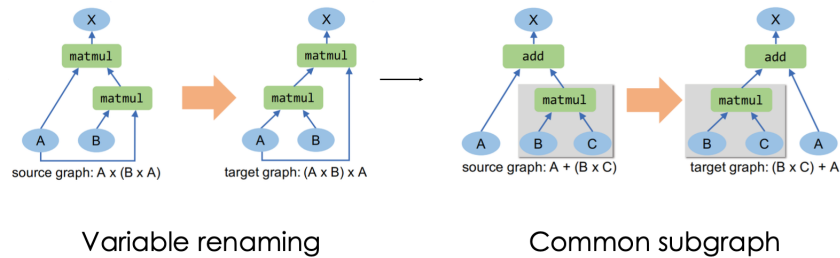 X
matmul
matmul
A
B
source graph: A x (B x A)
X
matmul
matmul
A
B
target graph: (A x B) x A
X
add
matmul
A
B
C
source graph: A + (B x C)
X
add
matmul
B
C
A
target graph: (B x C) + A
Variable renaming
Common subgraph